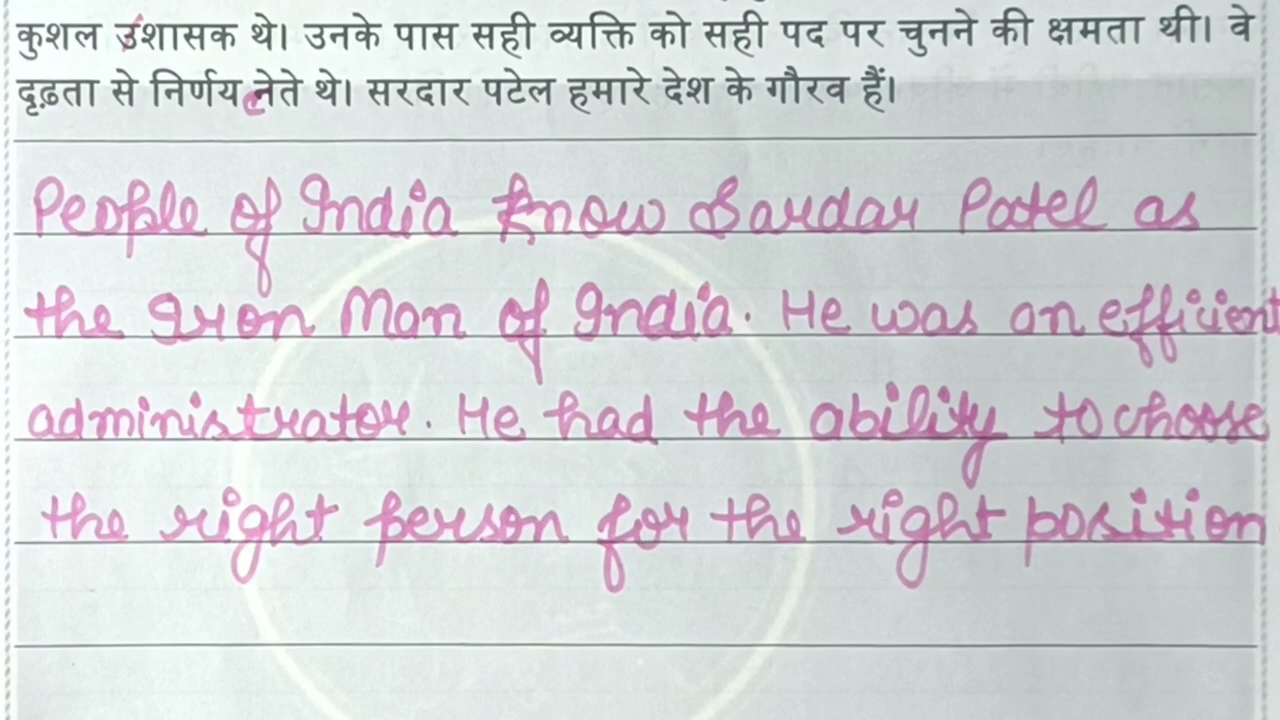 कुशल उंशासक थे। उनके पास सही व्यक्ति को सही पद पर चुनने की क्षमता थी। वे
दृढ़ता से निर्णय नेते थे। सरदार पटेल हमारे देश के गौरव हैं।
People of India know Sardar Patel as
the Iron Man of India. He was an efficient
administrator. He had the ability to choose
the right person for the right position